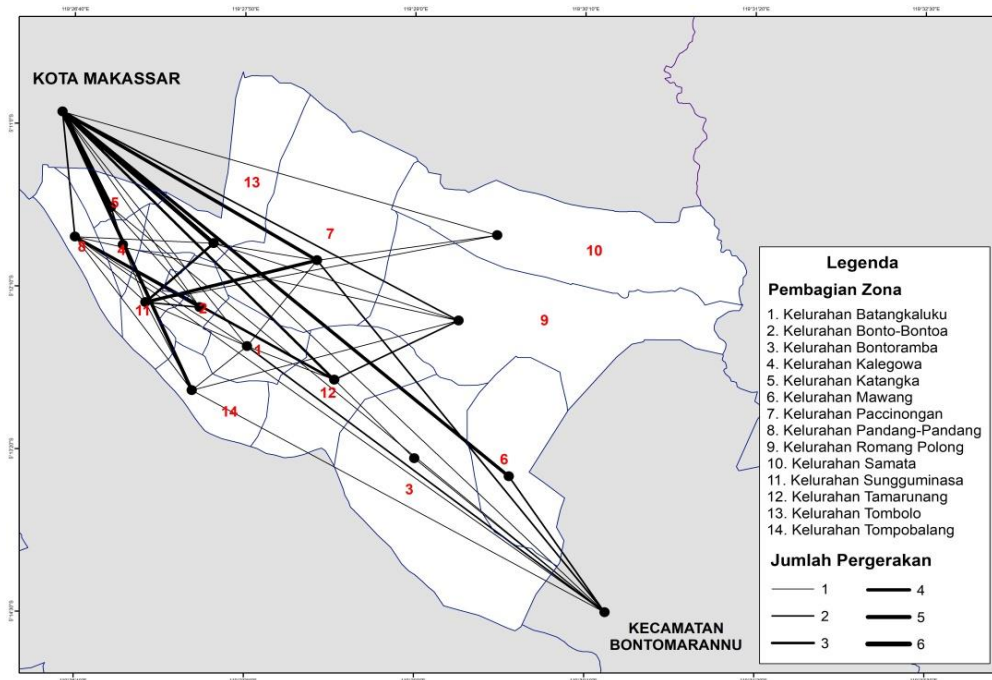 KOTA MAKASSAR
13
5
7
8
4
10
11
2
9
1
12
14
6
3
KECAMATAN
BONTOMARANNU
Legenda
Pembagian Zona
1. Kelurahan Batangkaluku
2. Kelurahan Bonto-Bontoa
3. Kelurahan Bontoramba
4. Kelurahan Kalegowa
5. Kelurahan Katangka
6. Kelurahan Mawang
7. Kelurahan Paccinongan
8. Kelurahan Pandang-Pandang
9. Kelurahan Romang Polong
10. Kelurahan Samata
11. Kelurahan Sungguminasa
12. Kelurahan Tamarunang
13. Kelurahan Tombolo
14. Kelurahan Tompobalang
Jumlah Pergerakan
1 4
2 5
3 6